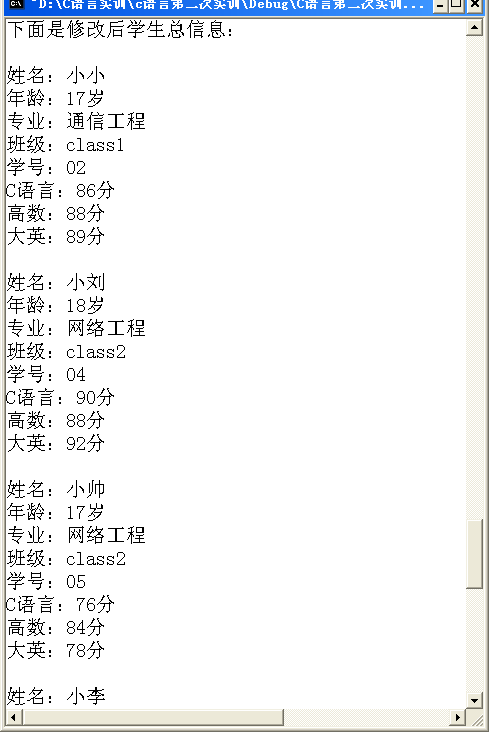 "D:\C语言实训\c语言第二次实训\Debug\C语言第二次实训...
下面是修改后学生总信息：
姓名：小小
年龄：17岁
专业：通信工程
班级：class1
学号：02
C语言：86分
高数：88分
大英：89分
姓名：小刘
年龄：18岁
专业：网络工程
班级：class2
学号：04
C语言：90分
高数：88分
大英：92分
姓名：小帅
年龄：17岁
专业：网络工程
班级：class2
学号：05
C语言：76分
高数：84分
大英：78分
姓名：小李